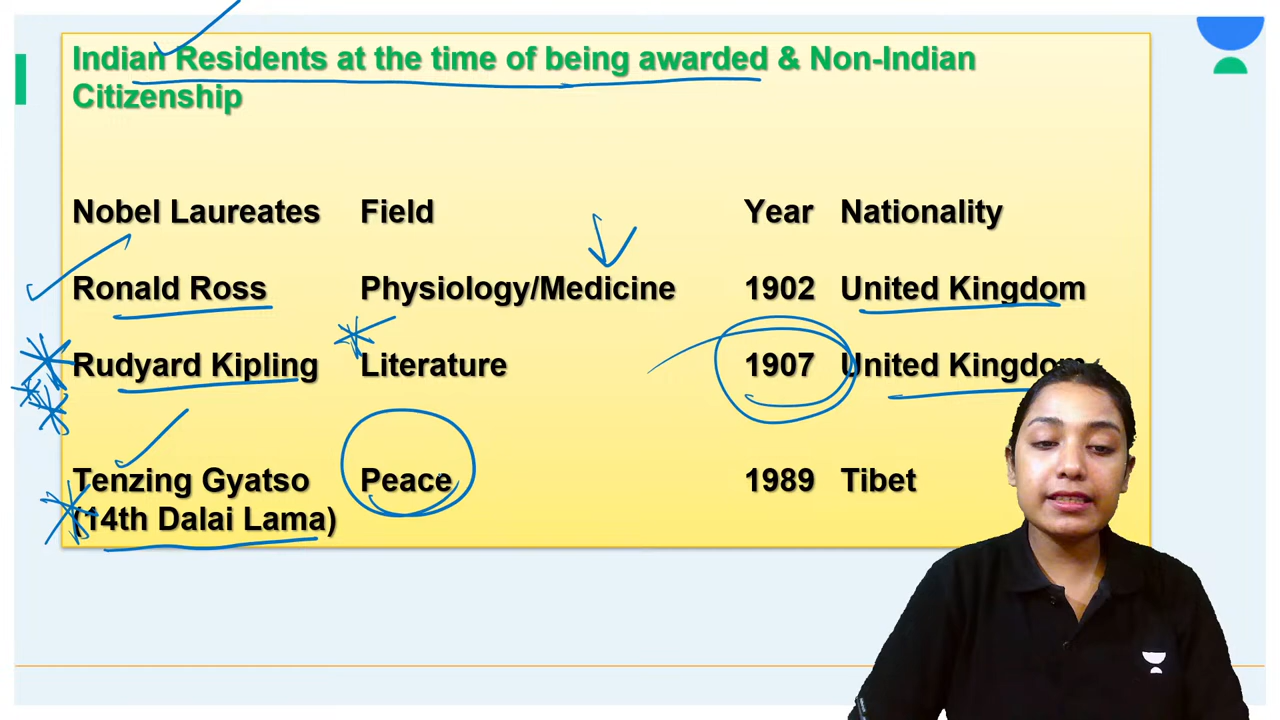 Indian Residents at the time of being awarded & Non-Indian
Citizenship
Nobel Laureates Field Year Nationality
Ronald Ross Physiology/Medicine 1902 United Kingdom
Rudyard Kipling Literature 1907 United Kingdom
Tenzing Gyatso Peace 1989 Tibet
(14th Dalai Lama)